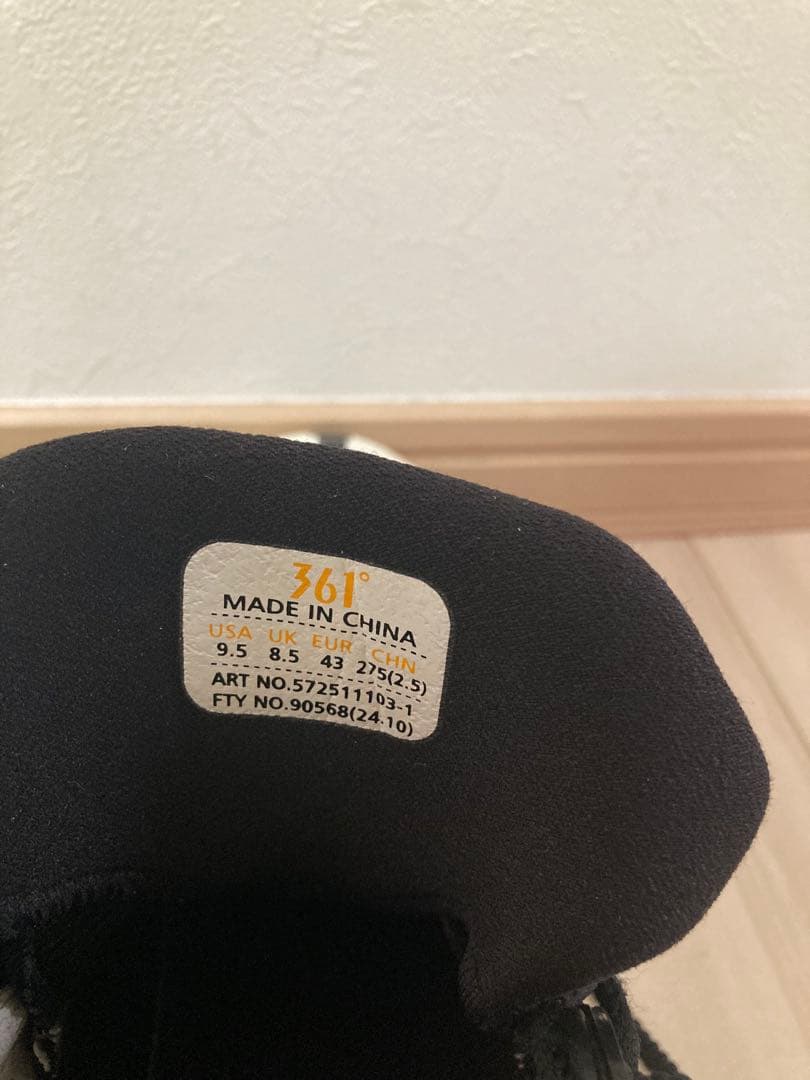 361°
MADE IN CHINA
USA UK EUR CHN
9.5 8.5 43 275(2.5)
ART NO.572511103-1
FTY NO.90568(24.10)